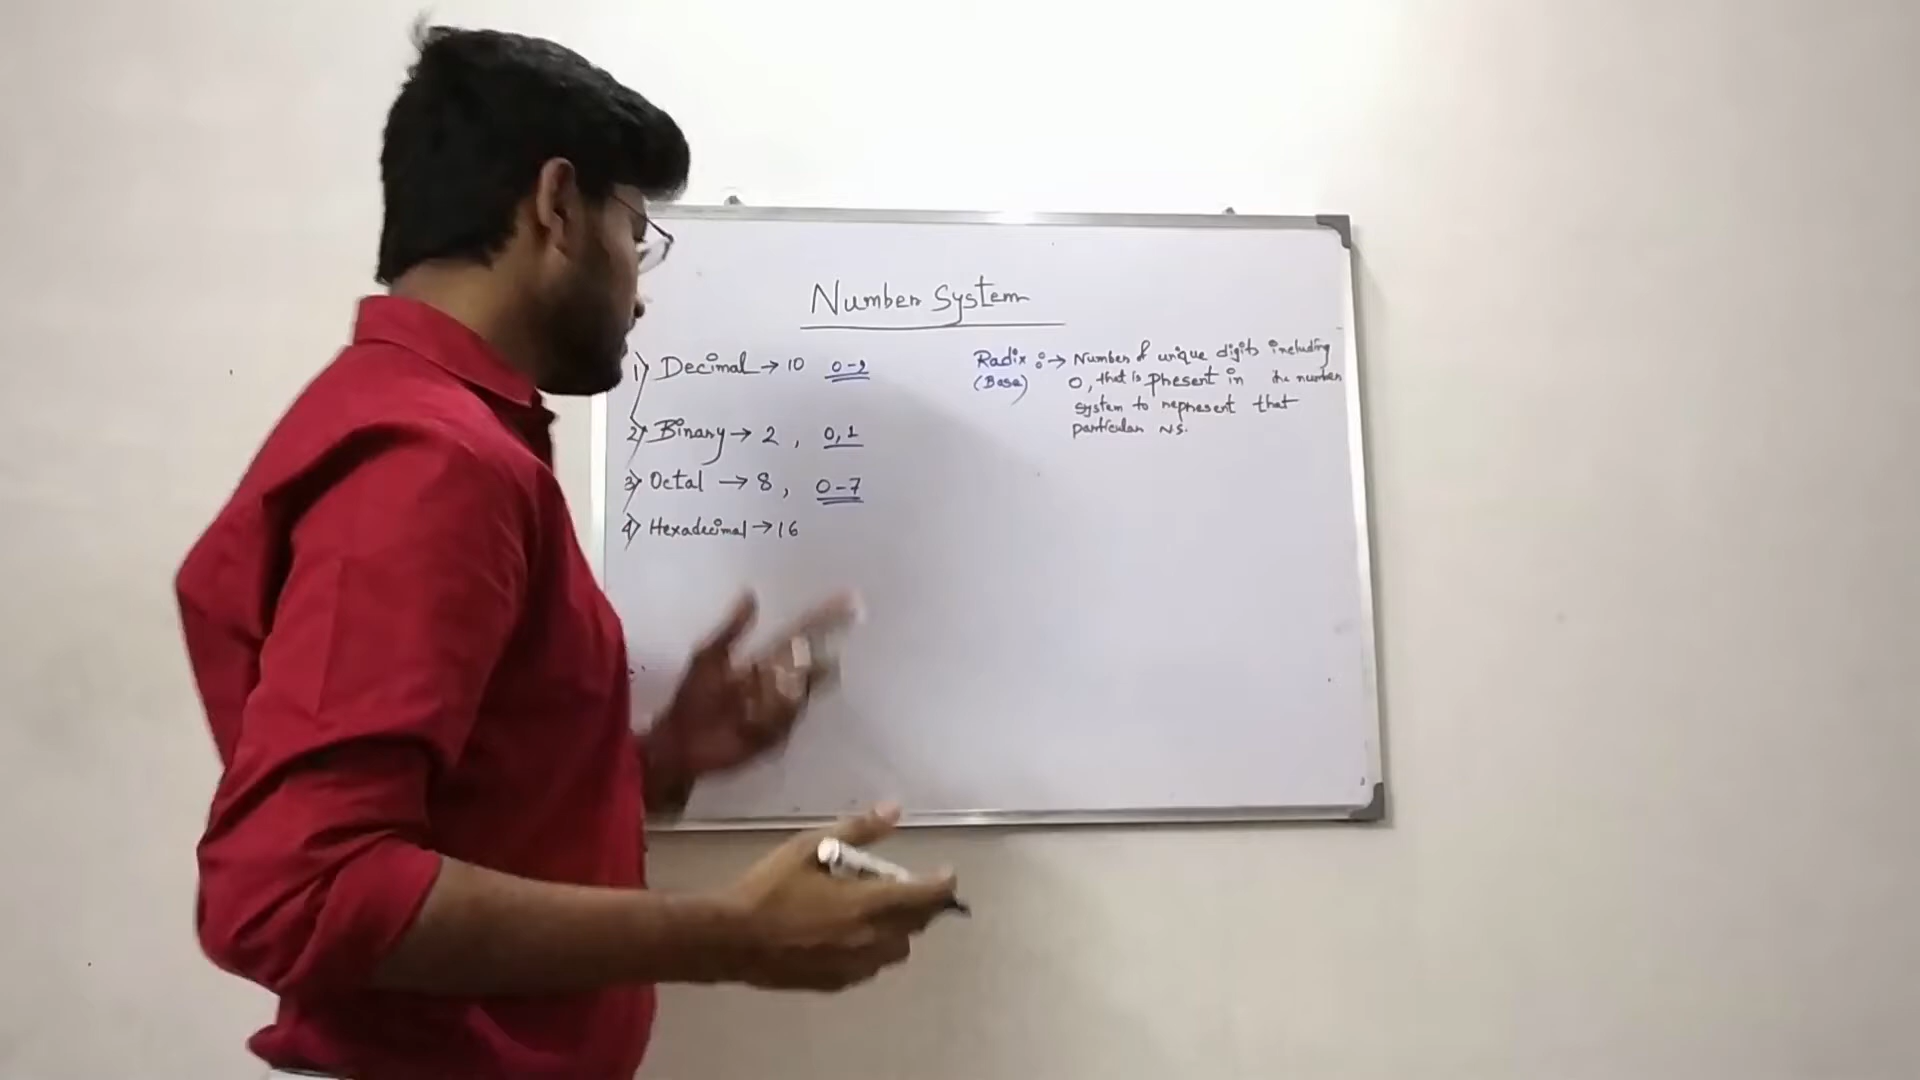 Number System
1) Decimal → 10 0-9
2) Binary → 2 , 0,1
3) Octal → 8 , 0-7
4) Hexadecimal → 16
Radix :→ Number of unique digits including
(Base) 0, that is present in the number
system to represent that
particular N.S.